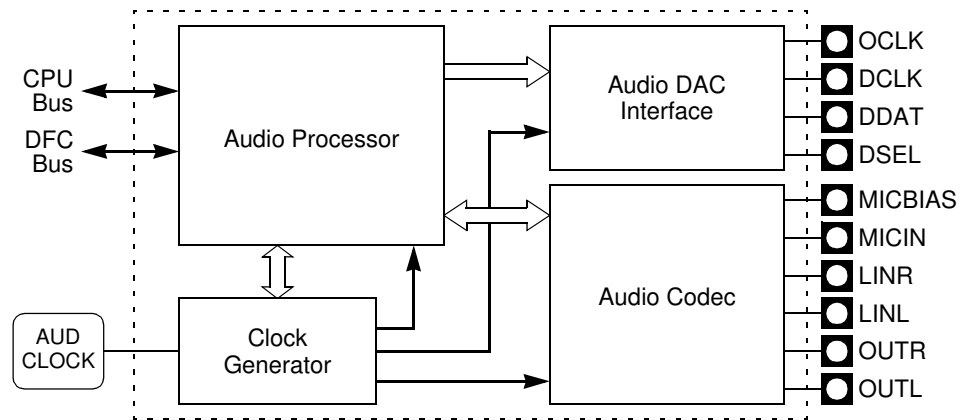 CPU
Bus
DFC
Bus
Audio Processor
Audio DAC
Interface
OCLK
DCLK
DDAT
DSEL
MICBIAS
MICIN
LINR
LINL
OUTR
OUTL
Audio Codec
Clock
Generator
AUD
CLOCK